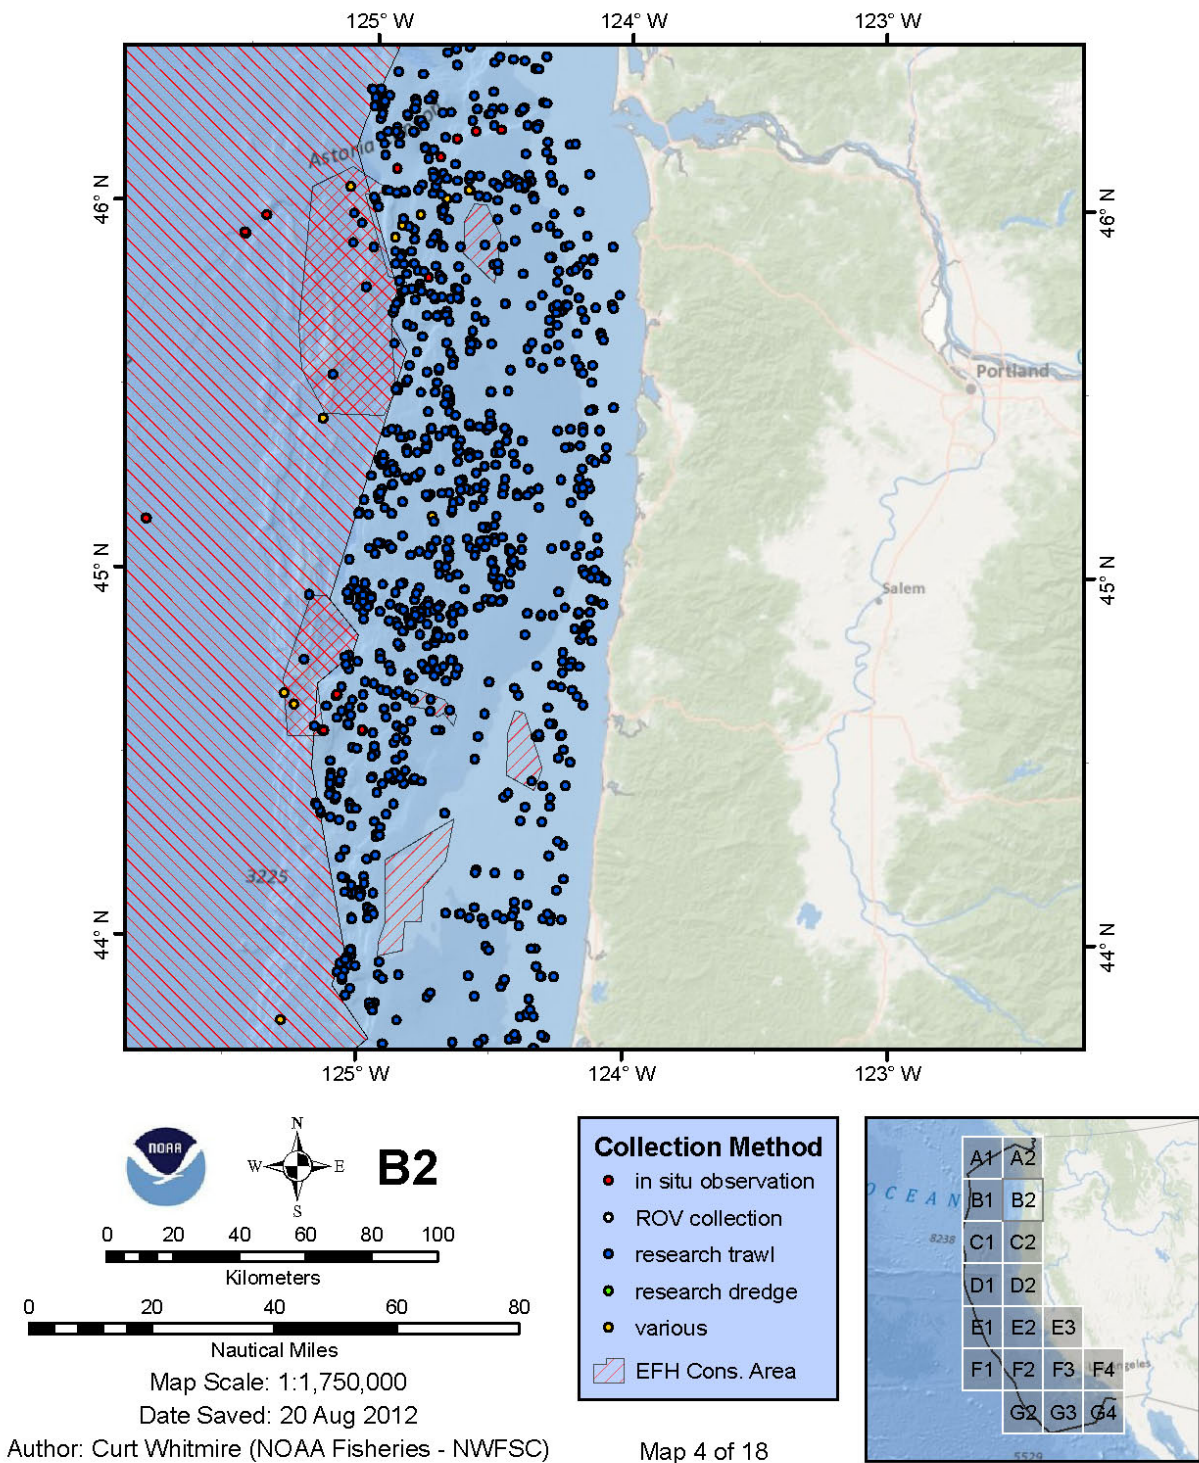 125° W 124° W 123° W
Astoria
46° N
46° N
Portland
45° N
45° N
Salem
3225
44° N
44° N
125° W 124° W 123° W
NOAA
N
W E
S
B2
0 20 40 60 80 100
Kilometers
0 20 40 60 80
Nautical Miles
Map Scale: 1:1,750,000
Date Saved: 20 Aug 2012
Author: Curt Whitmire (NOAA Fisheries - NWFSC)
Collection Method
in situ observation
ROV collection
research trawl
research dredge
various
EFH Cons. Area
Map 4 of 18
A1 A2
OCEAN B1 B2
8238 C1 C2
D1 D2
E1 E2 E3
F1 F2 F3 F4
G2 G3 G4
5529